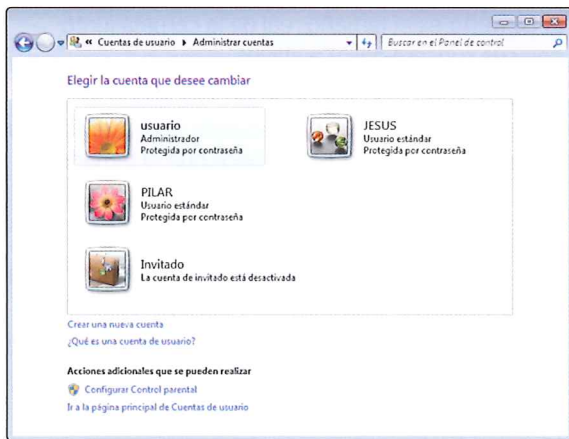 « Cuentas de usuario ▸ Administrar cuentas
Buscar en el Panel de control
Elegir la cuenta que desee cambiar
usuario
Administrador
Protegida por contraseña
JESUS
Usuario estándar
Protegida por contraseña
PILAR
Usuario estándar
Protegida por contraseña
Invitado
La cuenta de invitado está desactivada
Crear una nueva cuenta
¿Qué es una cuenta de usuario?
Acciones adicionales que se pueden realizar
Configurar Control parental
Ir a la página principal de Cuentas de usuario